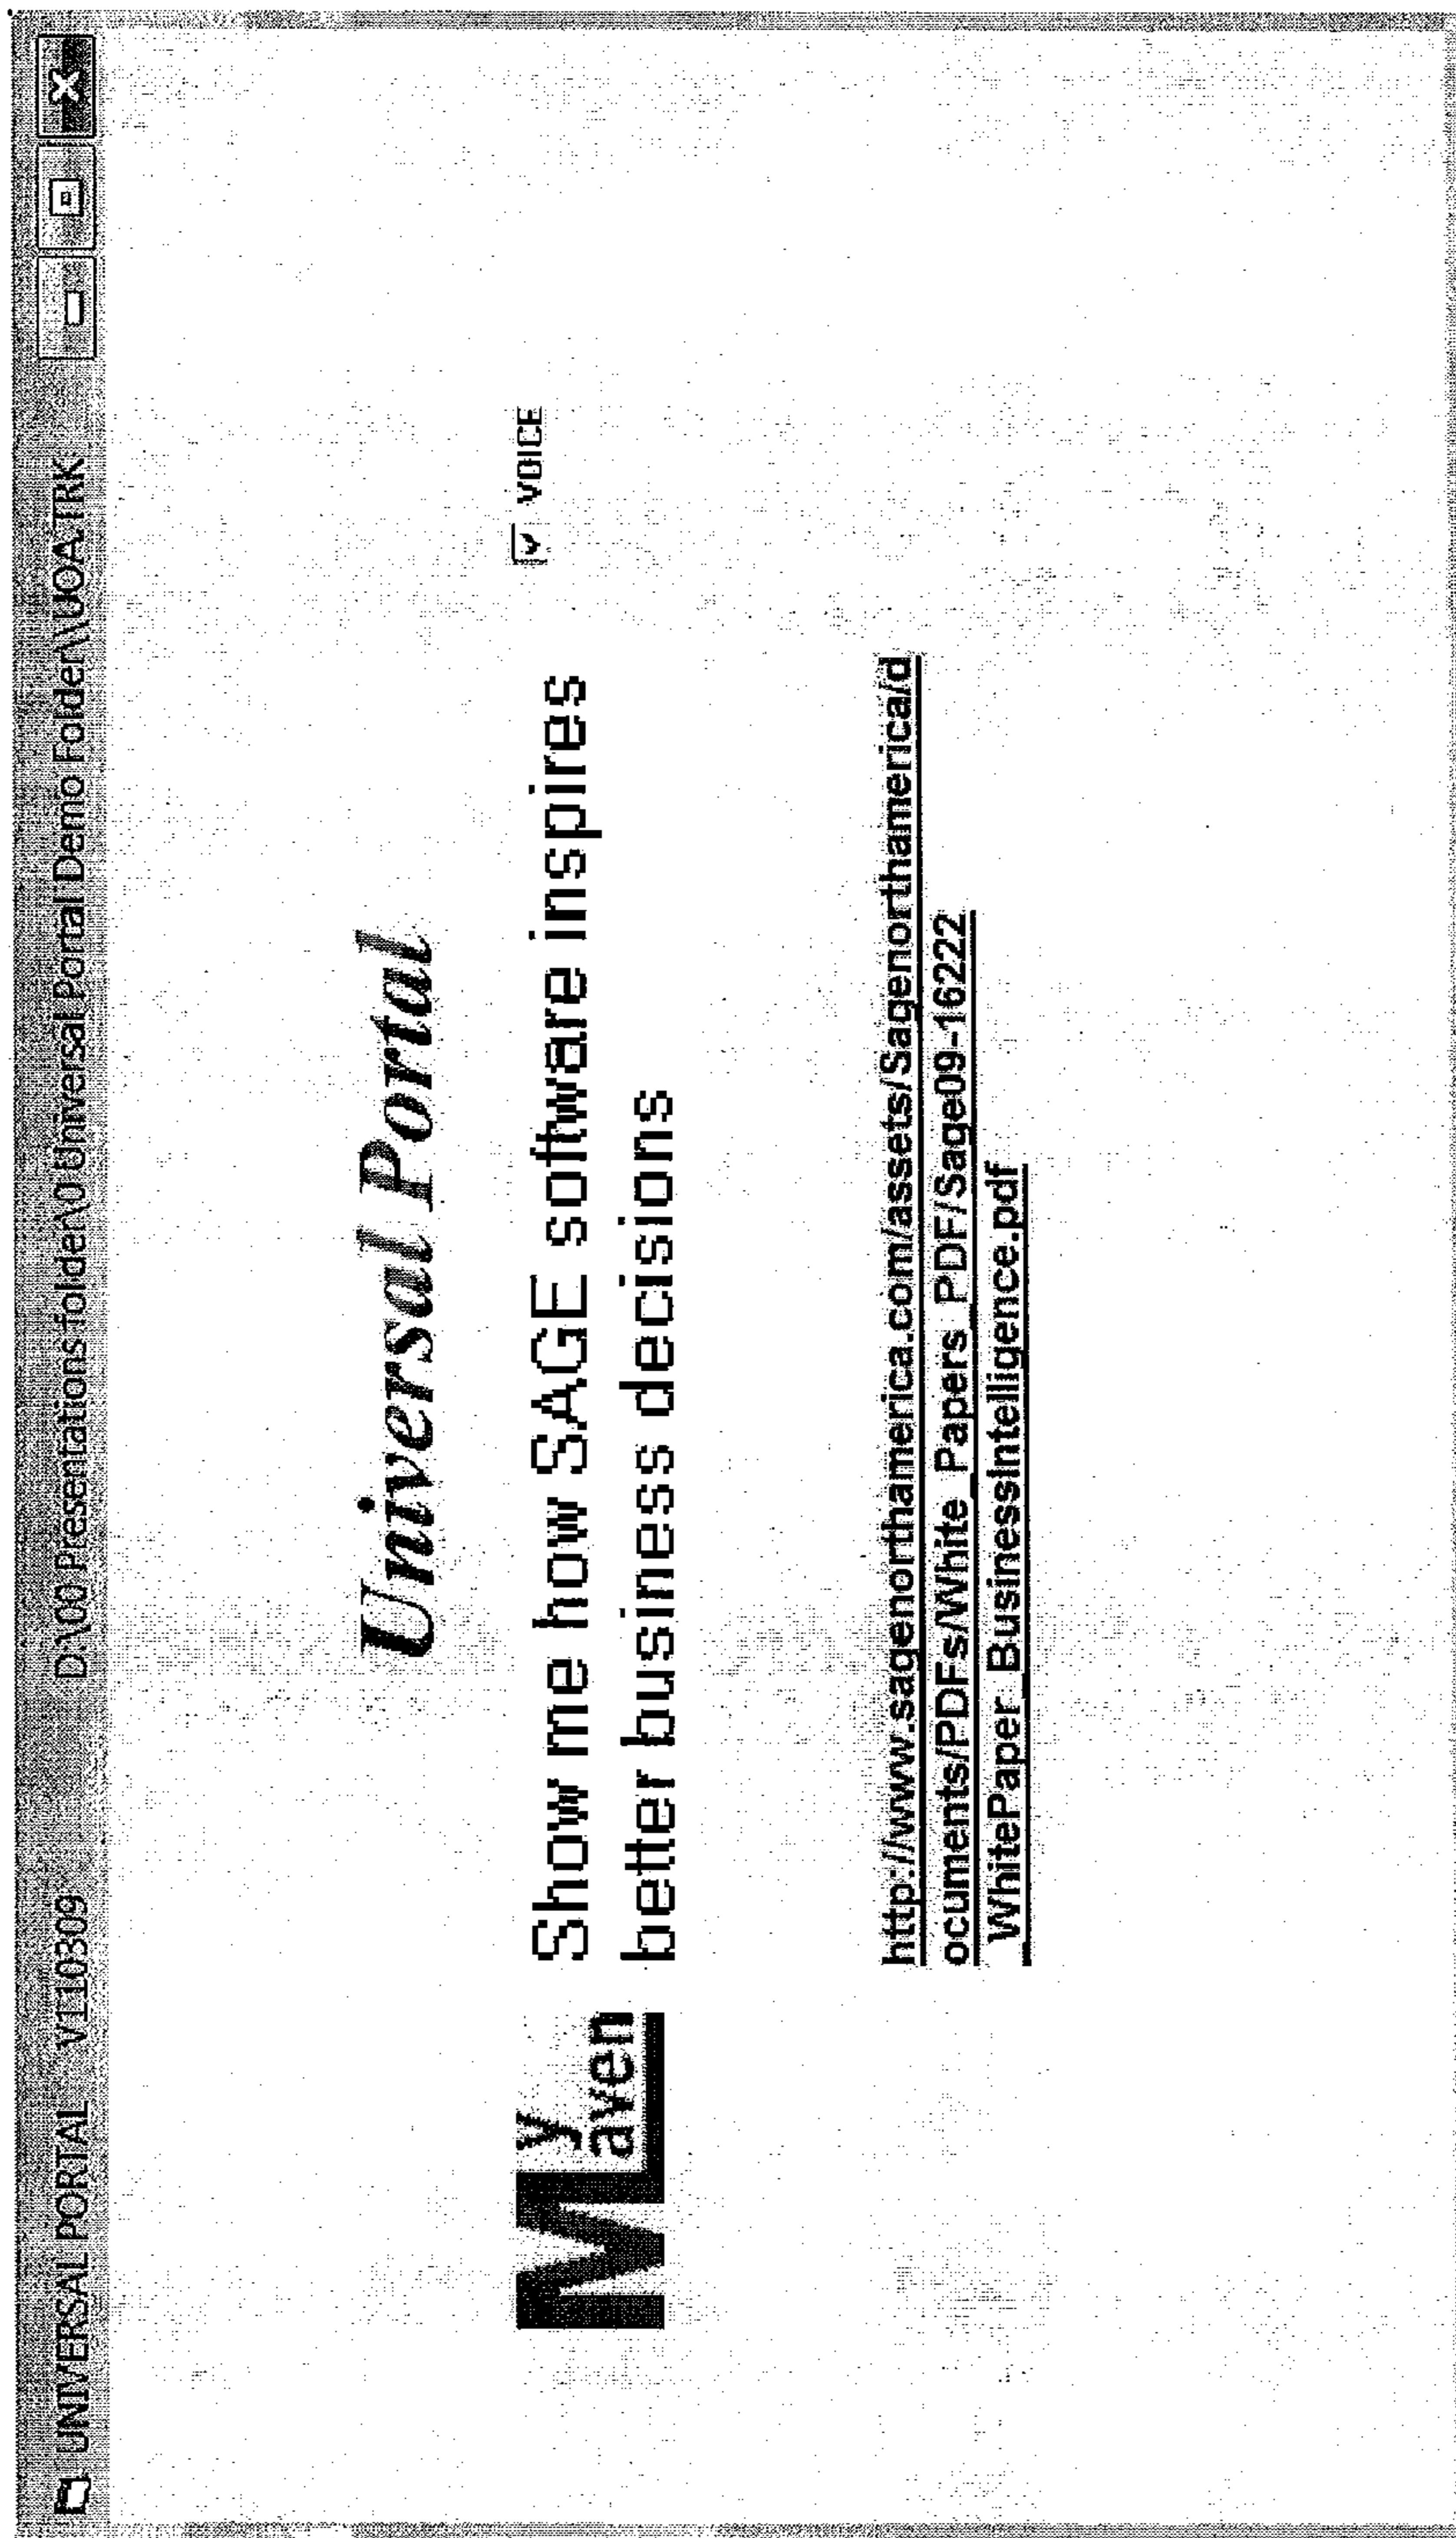 UNIVERSAL PORTAL V110309 D:\00 Presentations folder\0 Universal Portal Demo Folder\UOA.TRK
Universal Portal
My
aven
Show me how SAGE software inspires
better business decisions
VOICE
http://www.sagenorthamerica.com/assets/Sagenorthamerica/d
ocuments/PDFs/White_Papers_PDF/Sage09-16222
_WhitePaper_BusinessIntelligence.pdf